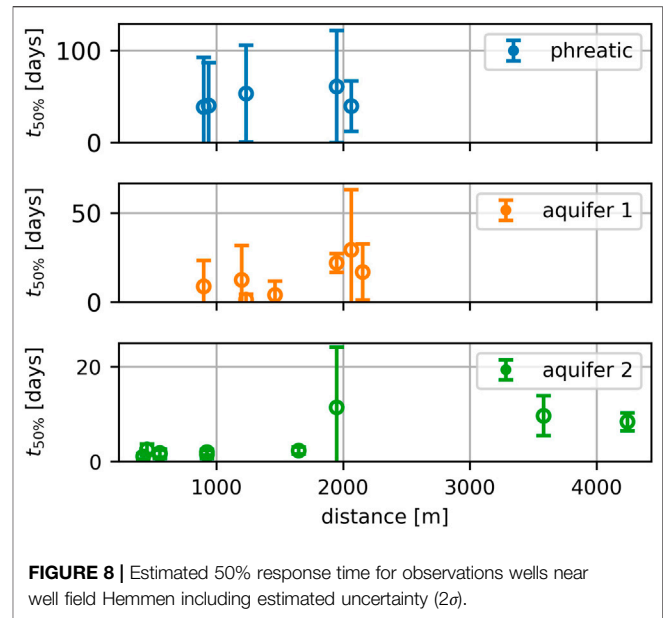 100
0
t50% [days]
phreatic
50
0
t50% [days]
aquifer 1
20
0
t50% [days]
aquifer 2
1000 2000 3000 4000
distance [m]
FIGURE 8 | Estimated 50% response time for observations wells near
well field Hemmen including estimated uncertainty (2σ).